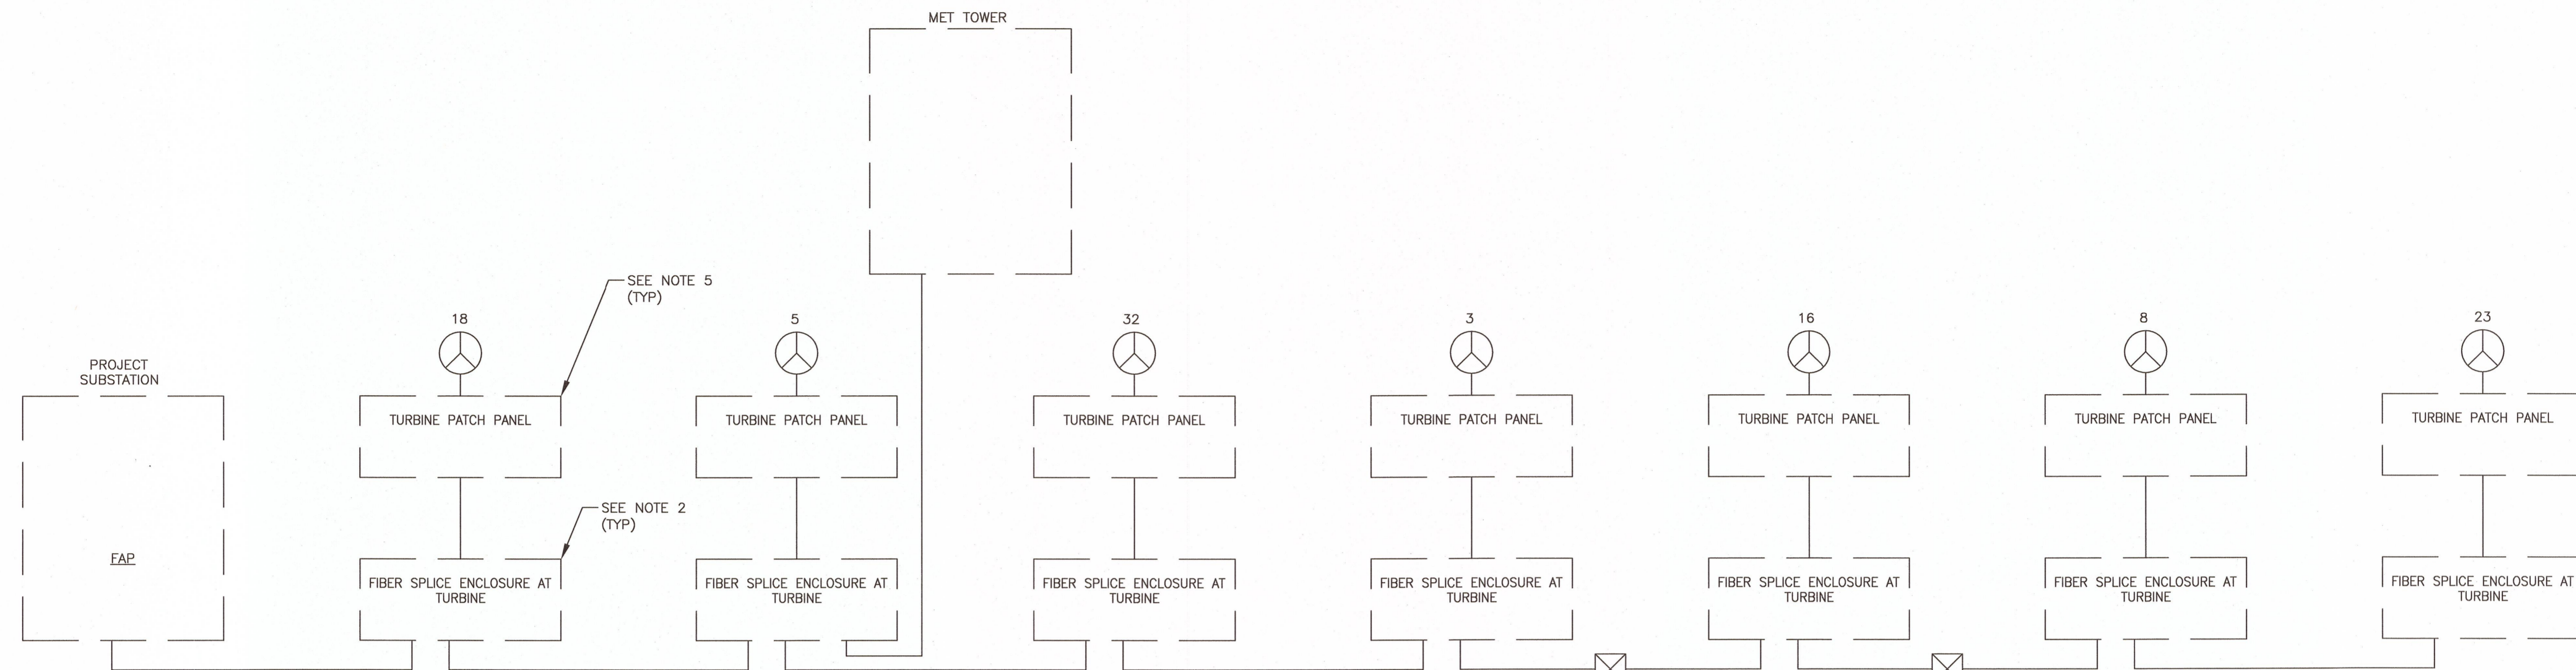 MET TOWER
SEE NOTE 5
(TYP)
18
5
32
3
16
8
23
PROJECT
SUBSTATION
TURBINE PATCH PANEL
TURBINE PATCH PANEL
TURBINE PATCH PANEL
TURBINE PATCH PANEL
TURBINE PATCH PANEL
TURBINE PATCH PANEL
TURBINE PATCH PANEL
SEE NOTE 2
(TYP)
FAP
FIBER SPLICE ENCLOSURE AT
TURBINE
FIBER SPLICE ENCLOSURE AT
TURBINE
FIBER SPLICE ENCLOSURE AT
TURBINE
FIBER SPLICE ENCLOSURE AT
TURBINE
FIBER SPLICE ENCLOSURE AT
TURBINE
FIBER SPLICE ENCLOSURE AT
TURBINE
FIBER SPLICE ENCLOSURE AT
TURBINE